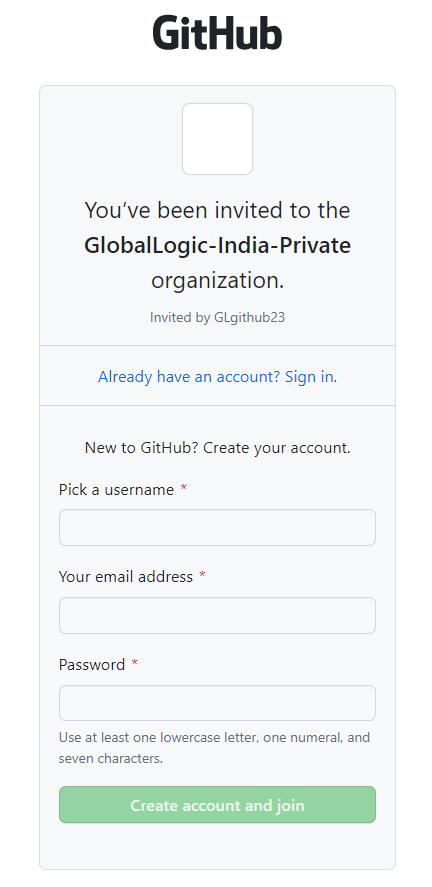 GitHub
You’ve been invited to the
GlobalLogic-India-Private
organization.
Invited by GLgithub23
Already have an account? Sign in.
New to GitHub? Create your account.
Pick a username *
Your email address *
Password *
Use at least one lowercase letter, one numeral, and
seven characters.
Create account and join